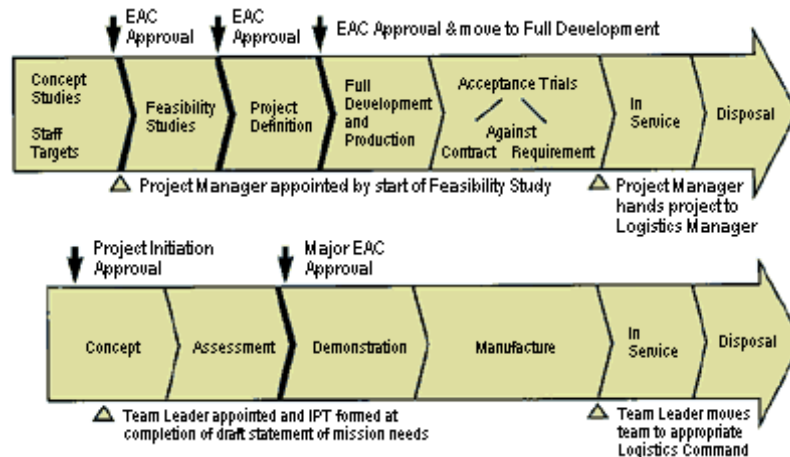 EAC
Approval
EAC
Approval
EAC Approval & move to Full Development
Concept
Studies
Staff
Targets
Feasibility
Studies
Project
Definition
Full
Development
and
Production
Acceptance Trials
Against
Contract Requirement
In
Service
Disposal
Project Manager appointed by start of Feasibility Study
Project Manager
hands project to
Logistics Manager
Project Initiation
Approval
Major EAC
Approval
Concept
Assessment
Demonstration
Manufacture
In
Service
Disposal
Team Leader appointed and IPT formed at
completion of draft statement of mission needs
Team Leader moves
team to appropriate
Logistics Command